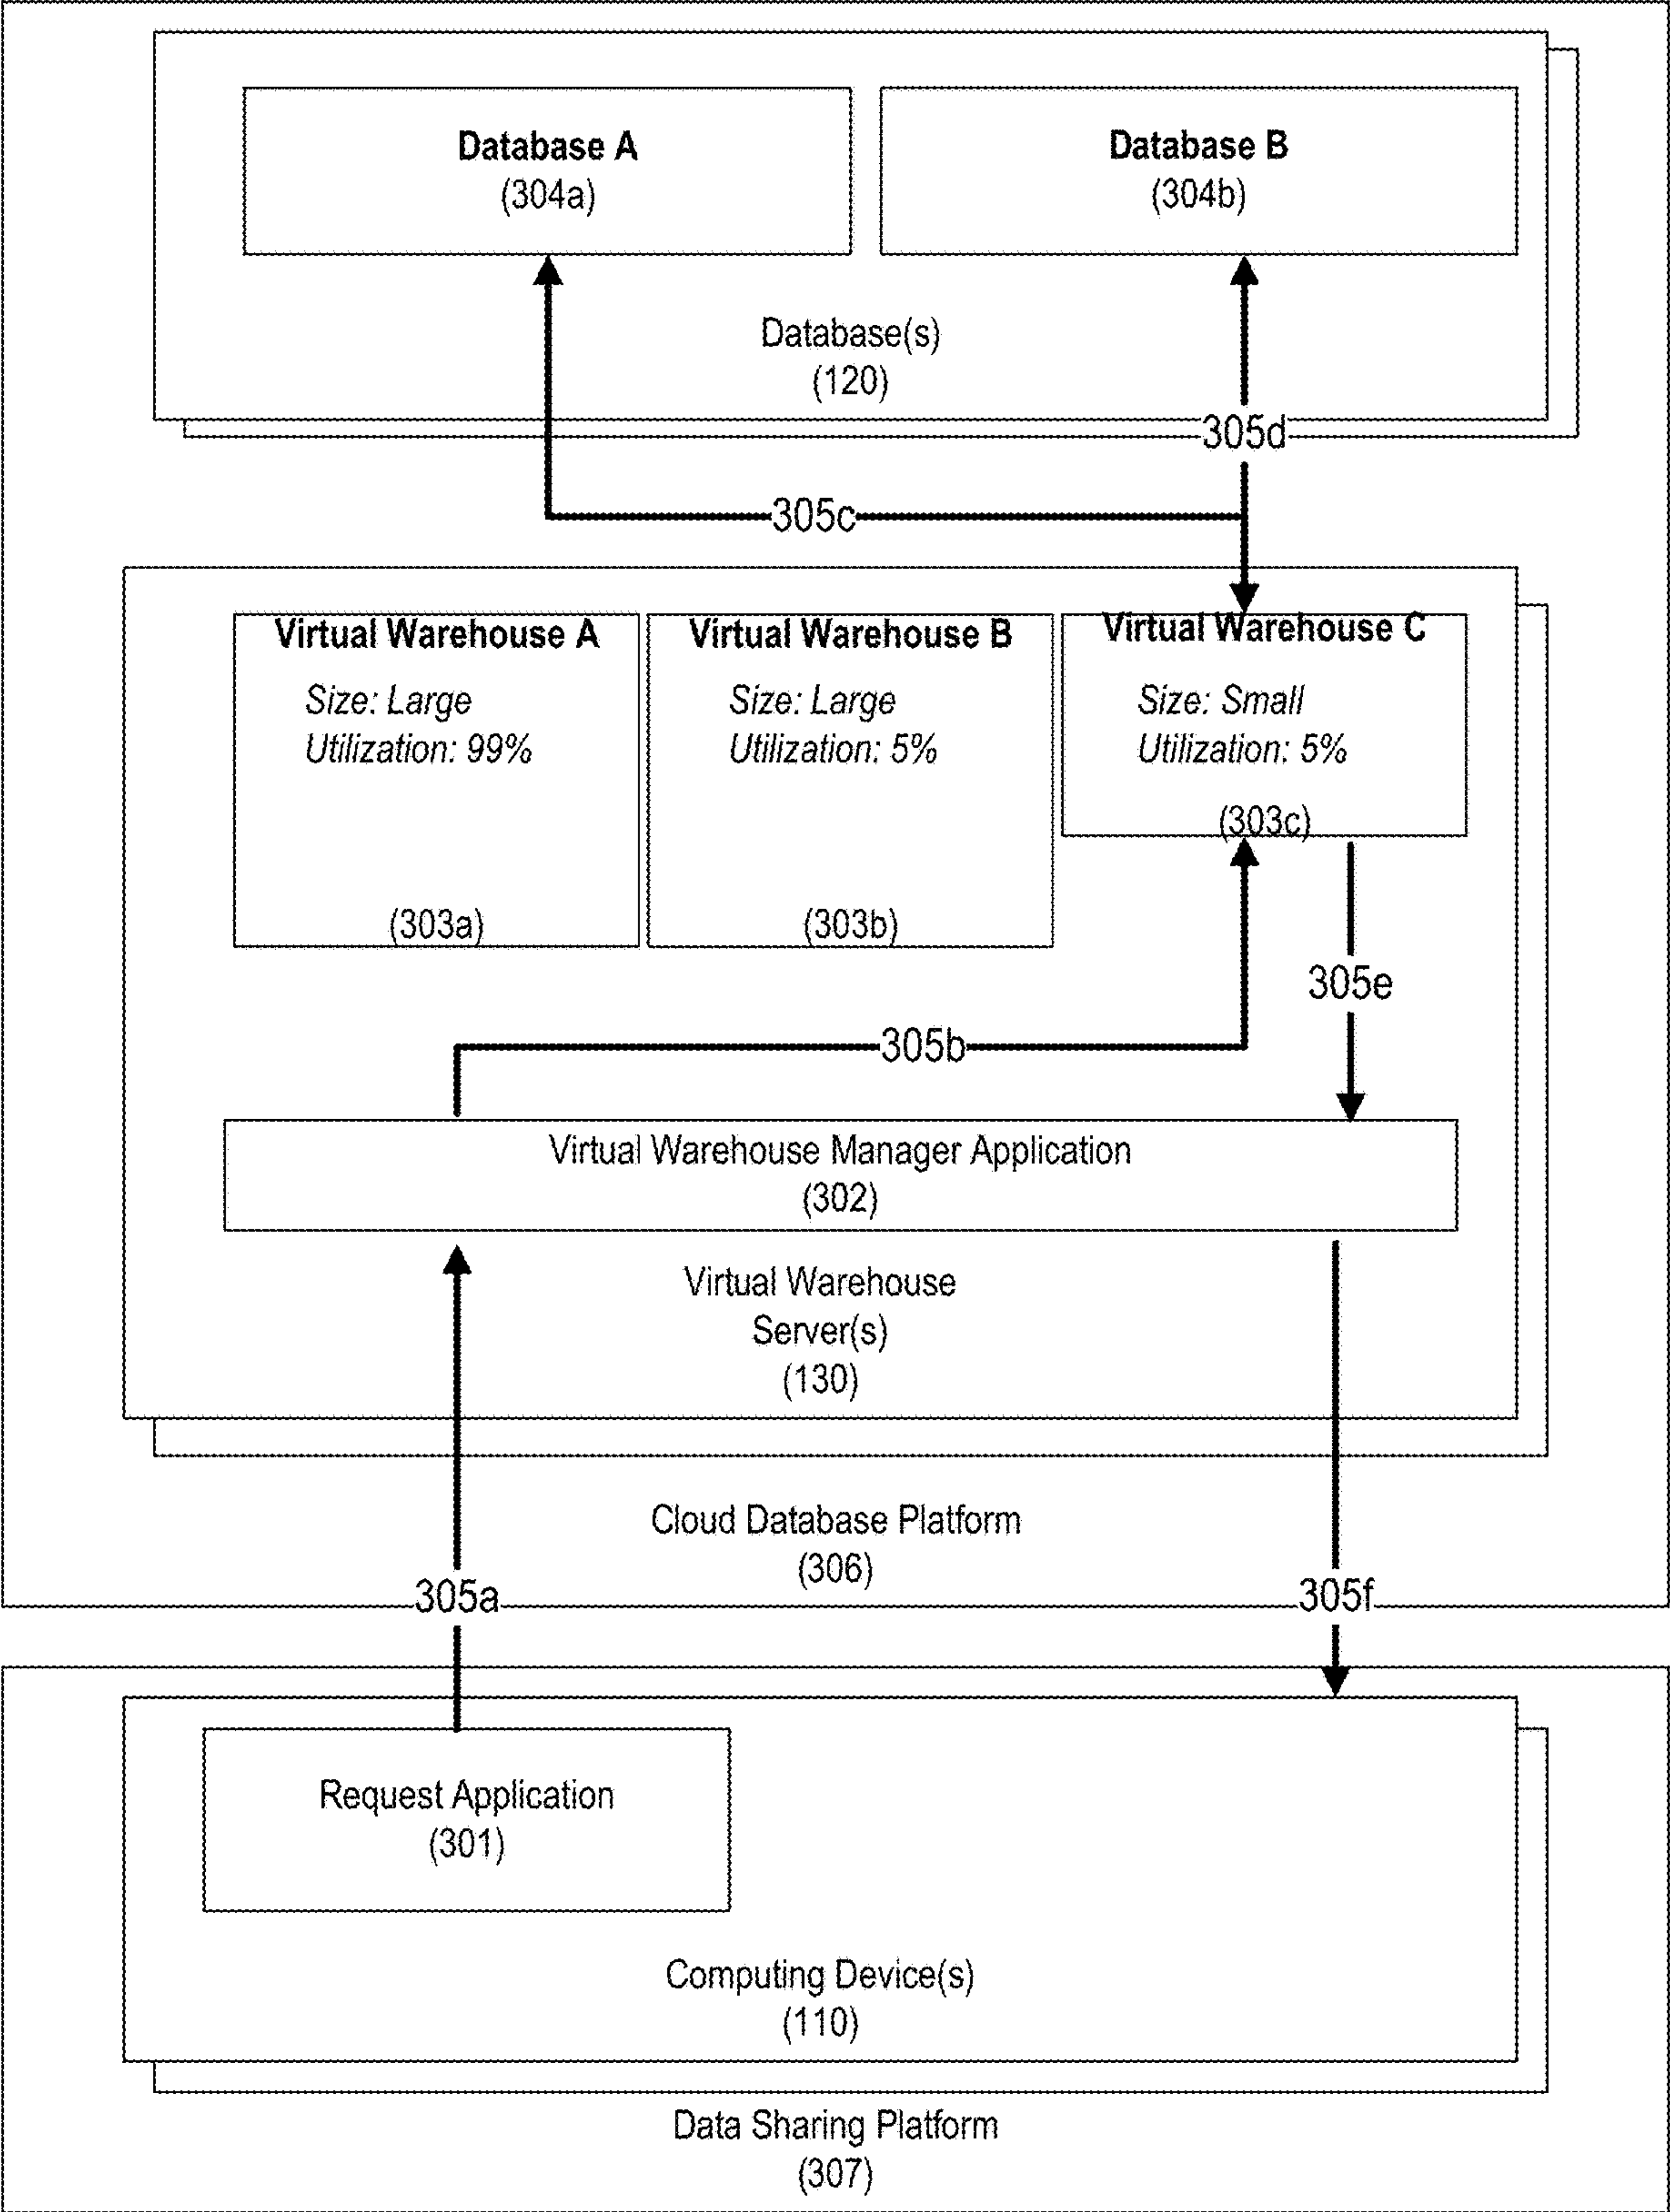 Database A
(304a)
Database B
(304b)
Database(s)
(120)
305d
305c
Virtual Warehouse A
Size: Large
Utilization: 99%
(303a)
Virtual Warehouse B
Size: Large
Utilization: 5%
(303b)
Virtual Warehouse C
Size: Small
Utilization: 5%
(303c)
305e
305b
Virtual Warehouse Manager Application
(302)
Virtual Warehouse
Server(s)
(130)
Cloud Database Platform
(306)
305a
305f
Request Application
(301)
Computing Device(s)
(110)
Data Sharing Platform
(307)